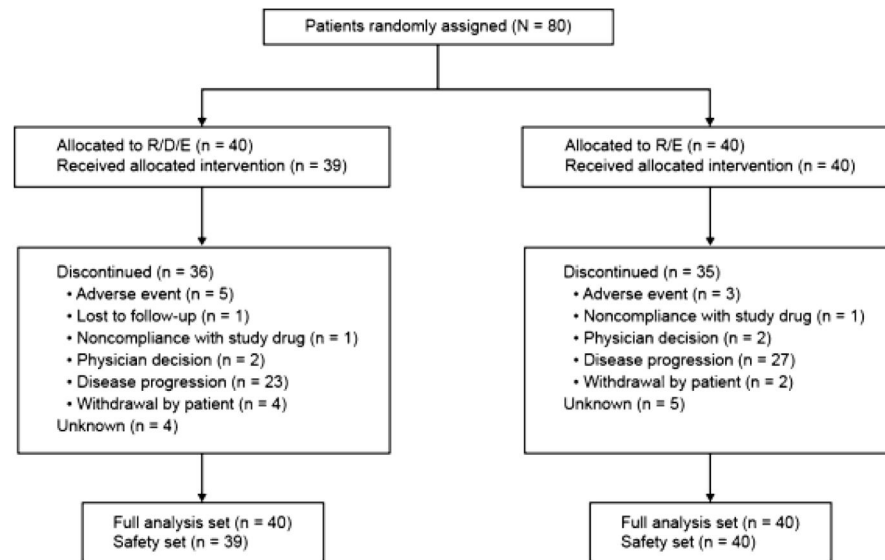 Patients randomly assigned (N = 80)
Allocated to R/D/E (n = 40)
Received allocated intervention (n = 39)
Allocated to R/E (n = 40)
Received allocated intervention (n = 40)
Discontinued (n = 36)
• Adverse event (n = 5)
• Lost to follow-up (n = 1)
• Noncompliance with study drug (n = 1)
• Physician decision (n = 2)
• Disease progression (n = 23)
• Withdrawal by patient (n = 4)
Unknown (n = 4)
Discontinued (n = 35)
• Adverse event (n = 3)
• Noncompliance with study drug (n = 1)
• Physician decision (n = 2)
• Disease progression (n = 27)
• Withdrawal by patient (n = 2)
Unknown (n = 5)
Full analysis set (n = 40)
Safety set (n = 39)
Full analysis set (n = 40)
Safety set (n = 40)